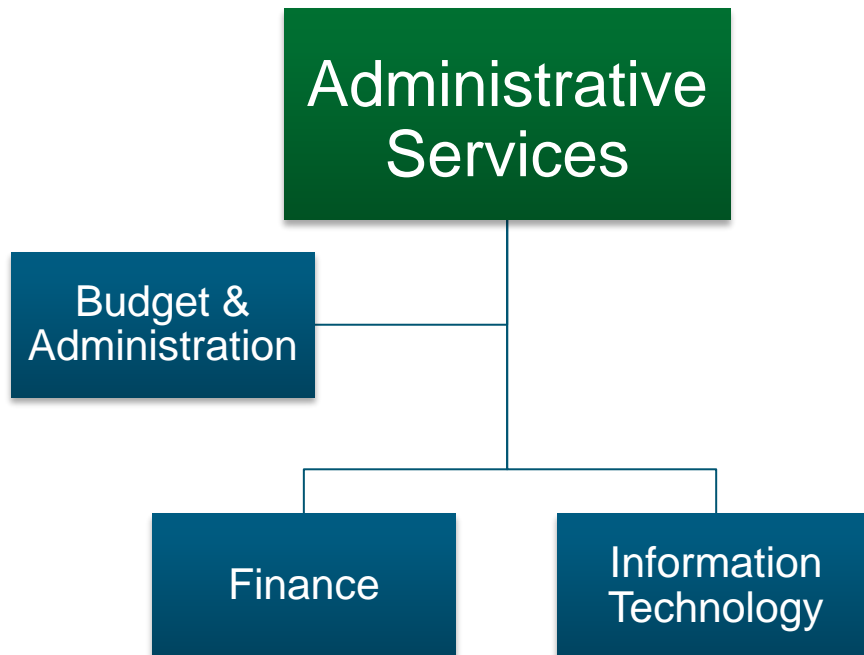 Administrative
Services
Budget &
Administration
Finance
Information
Technology